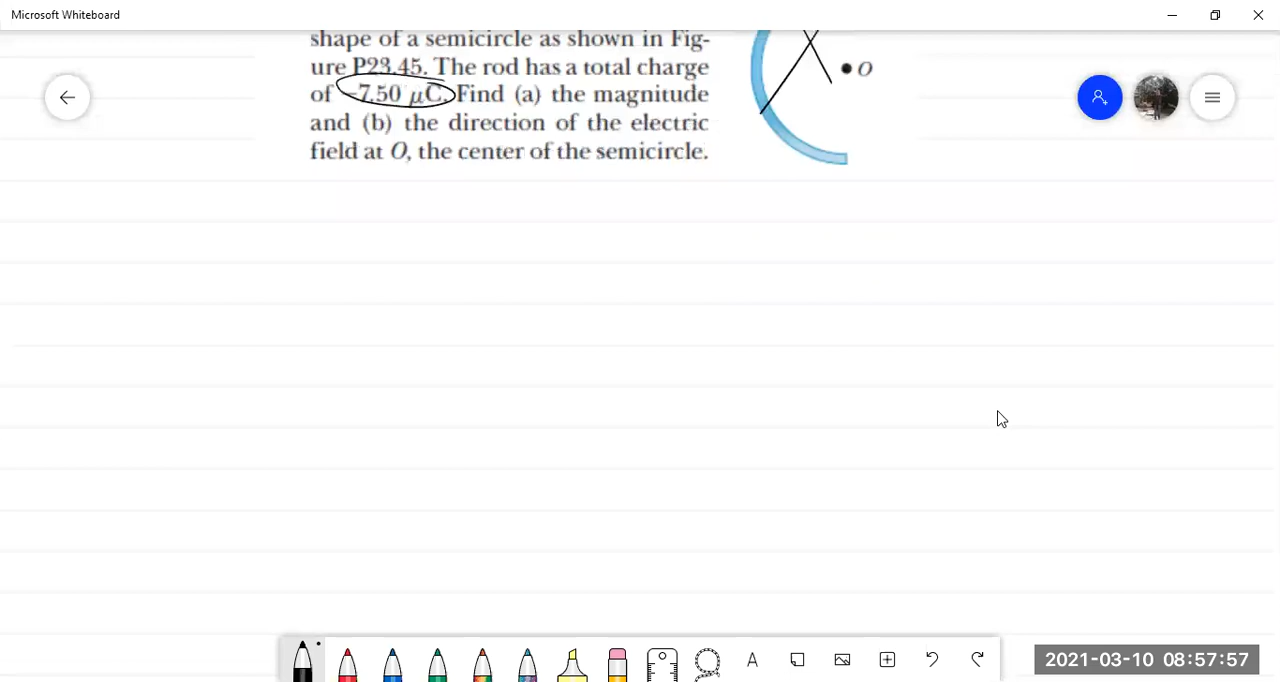 Microsoft Whiteboard
shape of a semicircle as shown in Fig-
ure P23.45. The rod has a total charge
of −7.50 μC. Find (a) the magnitude
and (b) the direction of the electric
field at O, the center of the semicircle.
O
A
2021-03-10 08:57:57